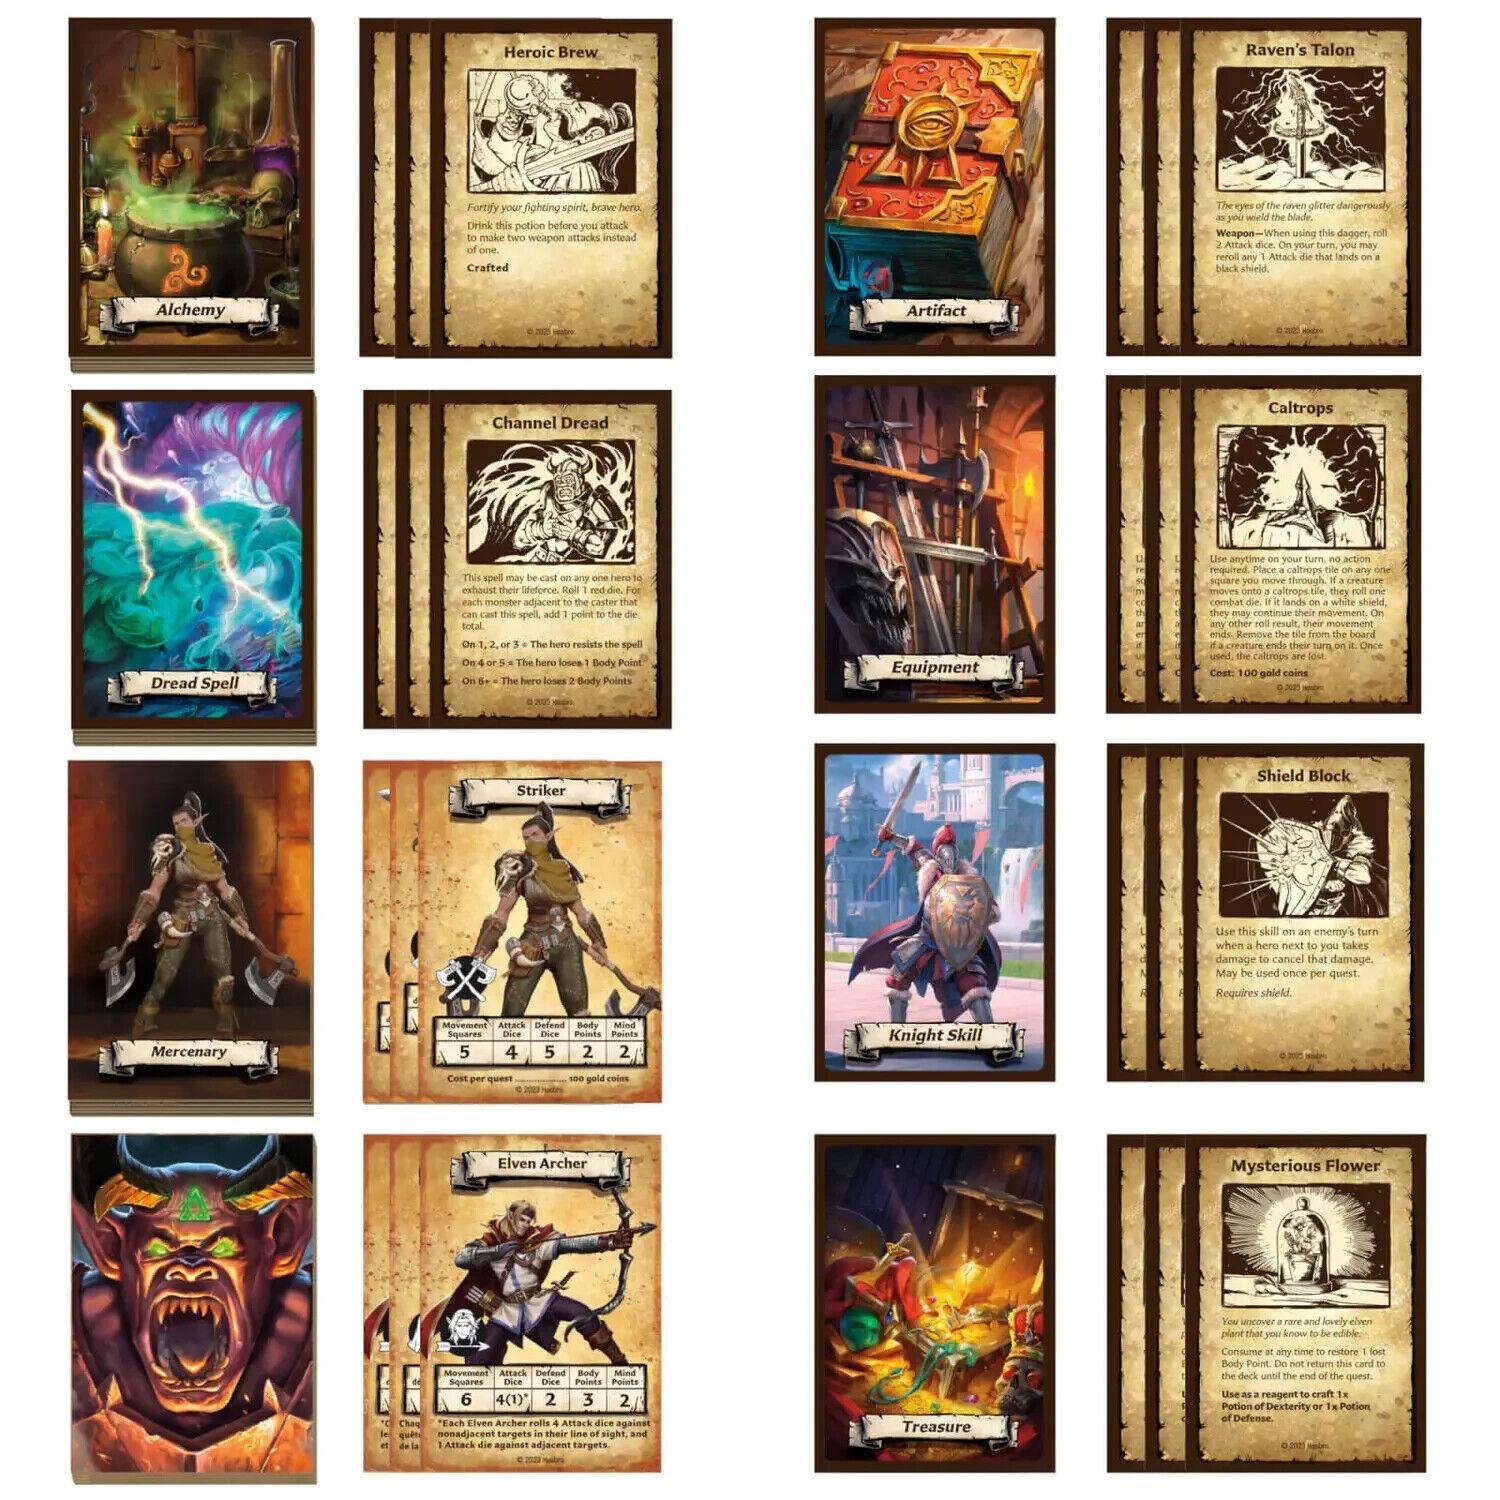 Alchemy
Heroic Brew
Fortify your fighting spirit, brave hero.
Drink this potion before you attack
to make two weapon attacks instead
of one.
Crafted
© 2023 Hasbro.
Artifact
Raven's Talon
The eyes of the raven glitter dangerously
as you wield the blade.
Weapon—When using this dagger, roll
2 Attack dice. On your turn, you may
reroll any 1 Attack die that lands on a
black shield.
© 2023 Hasbro.
Dread Spell
Channel Dread
This spell may be cast on any one hero to
exhaust their lifeforce. Roll 1 red die. For
each monster adjacent to the caster that
can cast this spell, add 1 point to the die
total.
On 1, 2, or 3 = The hero resists the spell
On 4 or 5 = The hero loses 1 Body Point
On 6+ = The hero loses 2 Body Points
© 2023 Hasbro.
Equipment
Caltrops
Use anytime on your turn, no action
required. Place a caltrops tile on any one
square you move through. If a creature
moves onto a caltrops tile, they roll one
combat die. If it lands on a white shield,
they may continue their movement. On
any other roll result, their movement
ends. Remove the tile from the board
if a creature ends their turn on it. Once
used, the caltrops are lost.
Cost: 100 gold coins
© 2023 Hasbro.
Mercenary
Striker
Movement Squares Attack Dice Defend Dice Body Points Mind Points
5 4 5 2 2
Cost per quest .................... 100 gold coins
© 2023 Hasbro.
Knight Skill
Shield Block
Use this skill on an enemy's turn
when a hero next to you takes
damage to cancel that damage.
May be used once per quest.
Requires shield.
© 2023 Hasbro.
Elven Archer
Movement Squares Attack Dice Defend Dice Body Points Mind Points
6 4(1)* 2 3 2
*Each Elven Archer rolls 4 Attack dice against
nonadjacent targets in their line of sight, and
1 Attack die against adjacent targets.
© 2023 Hasbro.
Treasure
Mysterious Flower
You uncover a rare and lovely elven
plant that you know to be edible.
Consume at any time to restore 1 lost
Body Point. Do not return this card to
the deck until the end of the quest.
Use as a reagent to craft 1x
Potion of Dexterity or 1x Potion
of Defense.
© 2023 Hasbro.